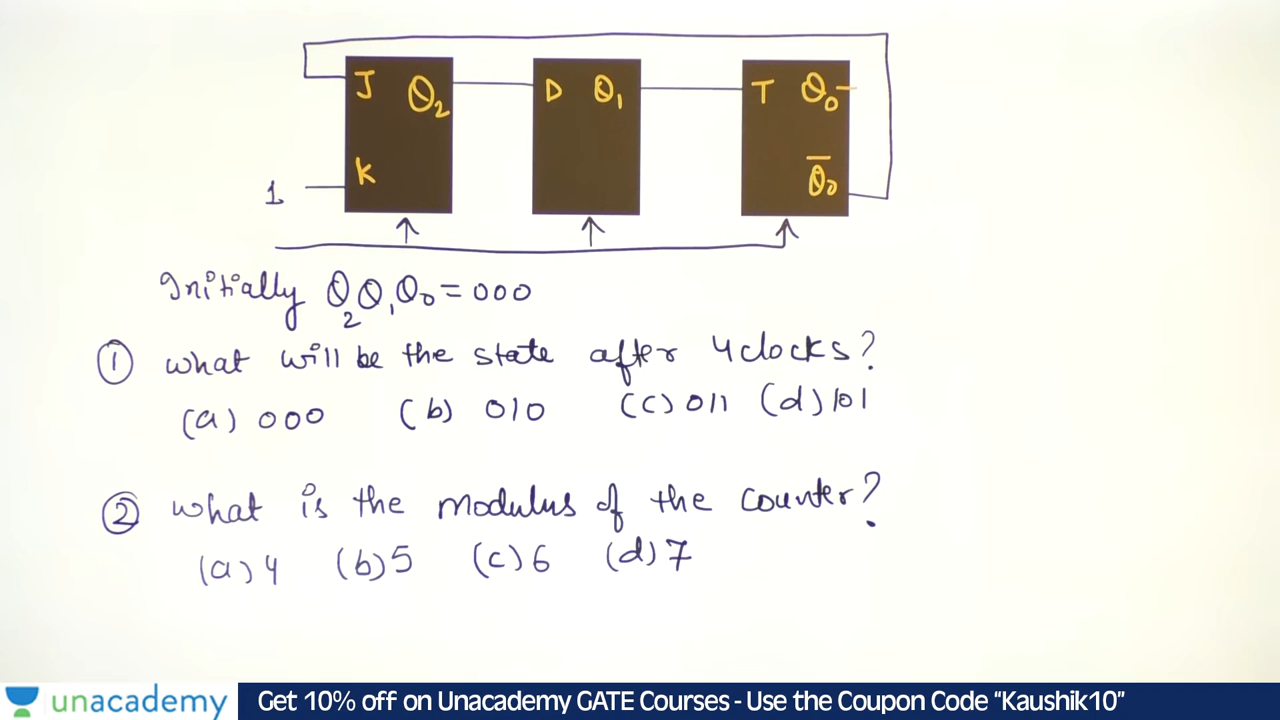 J Q₂ D Q₁ T Q₀
K Q̅₀
1
Initially Q₂Q₁Q₀ = 000
① what will be the state after 4 clocks?
(a) 000 (b) 010 (c) 011 (d) 101
② what is the modulus of the counter?
(a) 4 (b) 5 (c) 6 (d) 7
unacademy Get 10% off on Unacademy GATE Courses - Use the Coupon Code “Kaushik10”